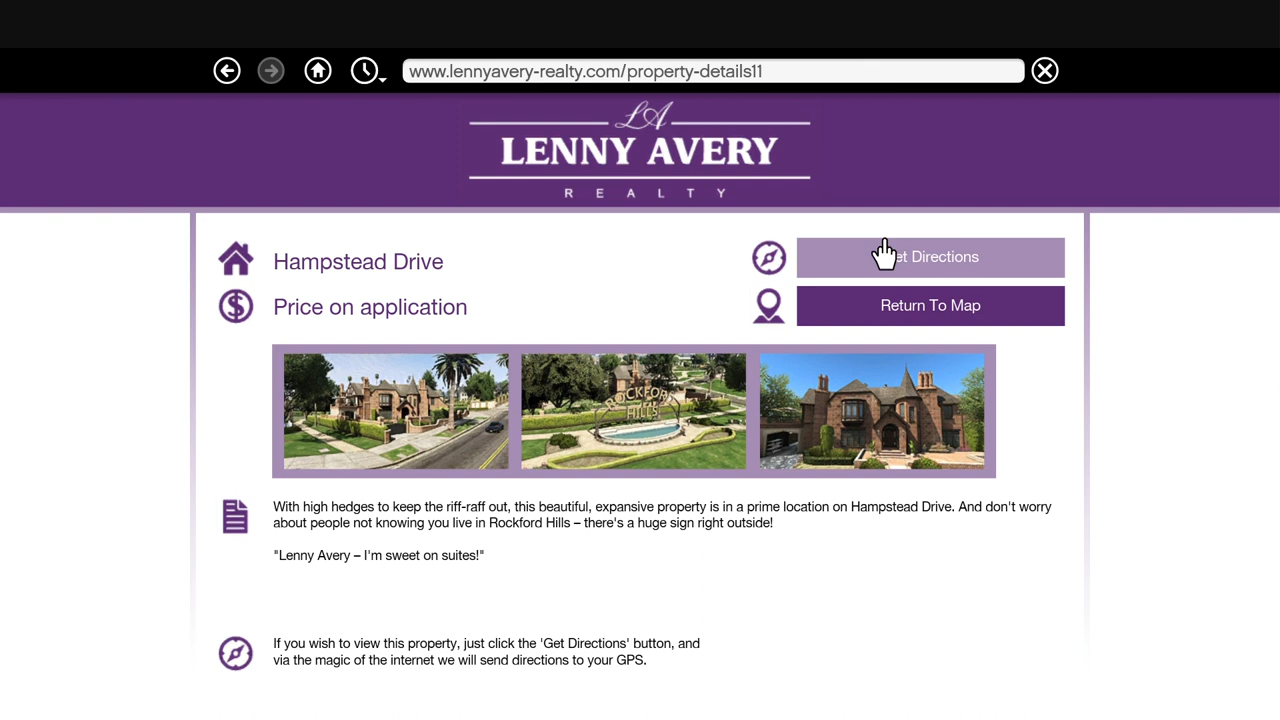 www.lennyavery-realty.com/property-details11
LA
LENNY AVERY
REALTY
Hampstead Drive
Get Directions
Price on application
Return To Map
ROCKFORD
HILLS
With high hedges to keep the riff-raff out, this beautiful, expansive property is in a prime location on Hampstead Drive. And don't worry
about people not knowing you live in Rockford Hills – there's a huge sign right outside!
"Lenny Avery – I'm sweet on suites!"
If you wish to view this property, just click the 'Get Directions' button, and
via the magic of the internet we will send directions to your GPS.